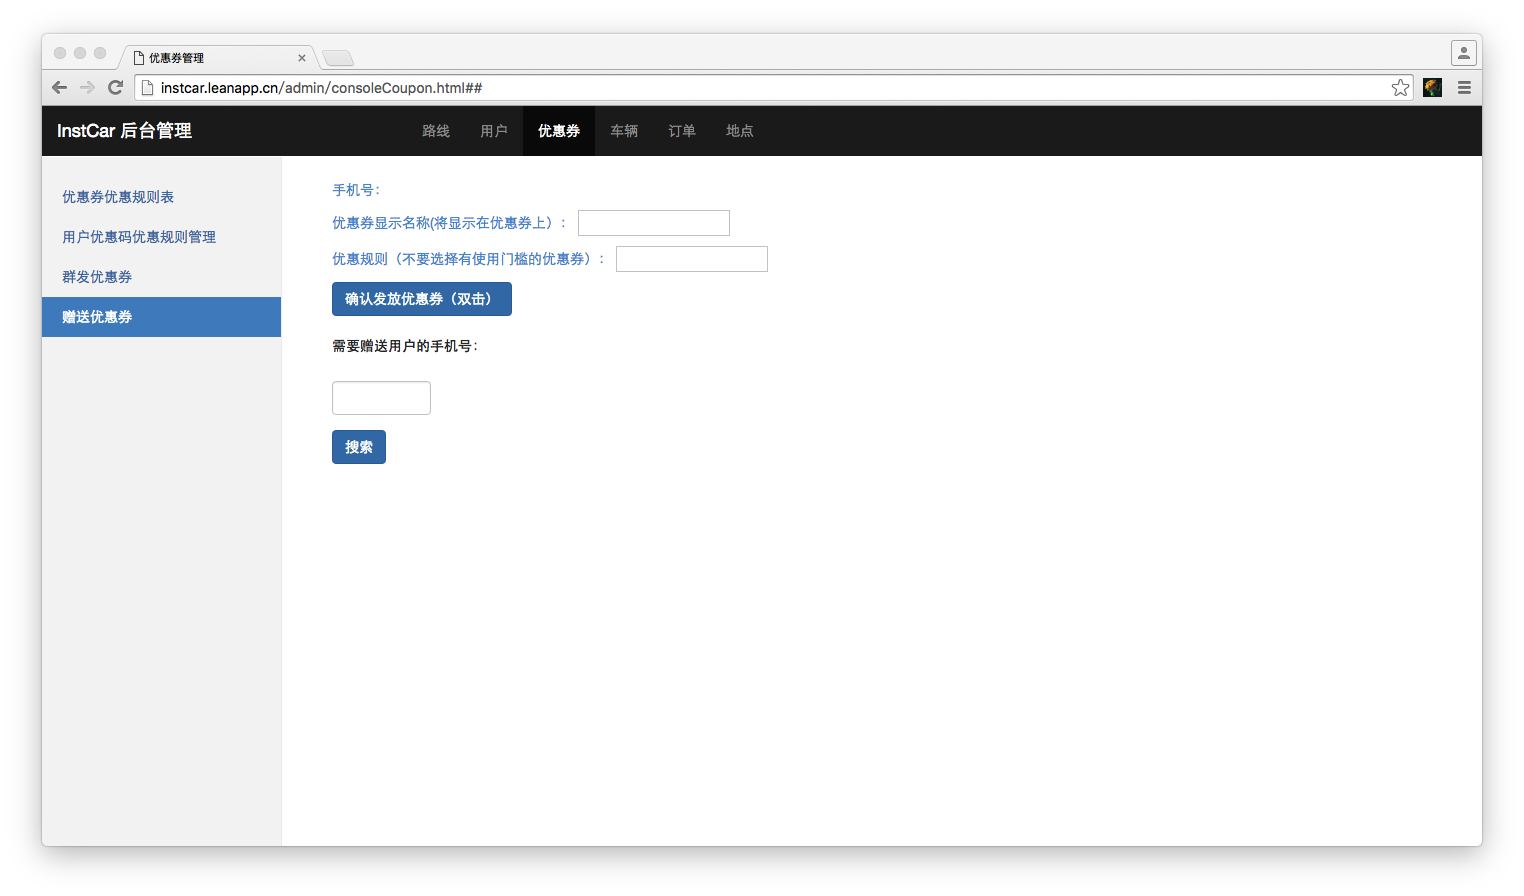 优惠券管理
instcar.leanapp.cn/admin/consoleCoupon.html##
InstCar 后台管理
路线 用户 优惠券 车辆 订单 地点
优惠券优惠规则表
用户优惠码优惠规则管理
群发优惠券
赠送优惠券
手机号：
优惠券显示名称(将显示在优惠券上）：
优惠规则（不要选择有使用门槛的优惠券）：
确认发放优惠券（双击）
需要赠送用户的手机号：
搜索